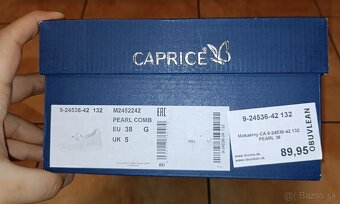 CAPRICE
9-24536-42 132
M2452242
PEARL COMB
EU 38 G
UK 5
9-24536-42 132
Mokasíny CA 9-24536-42 132
PEARL 38
89,95
OBUVLEAN
Bazos.sk